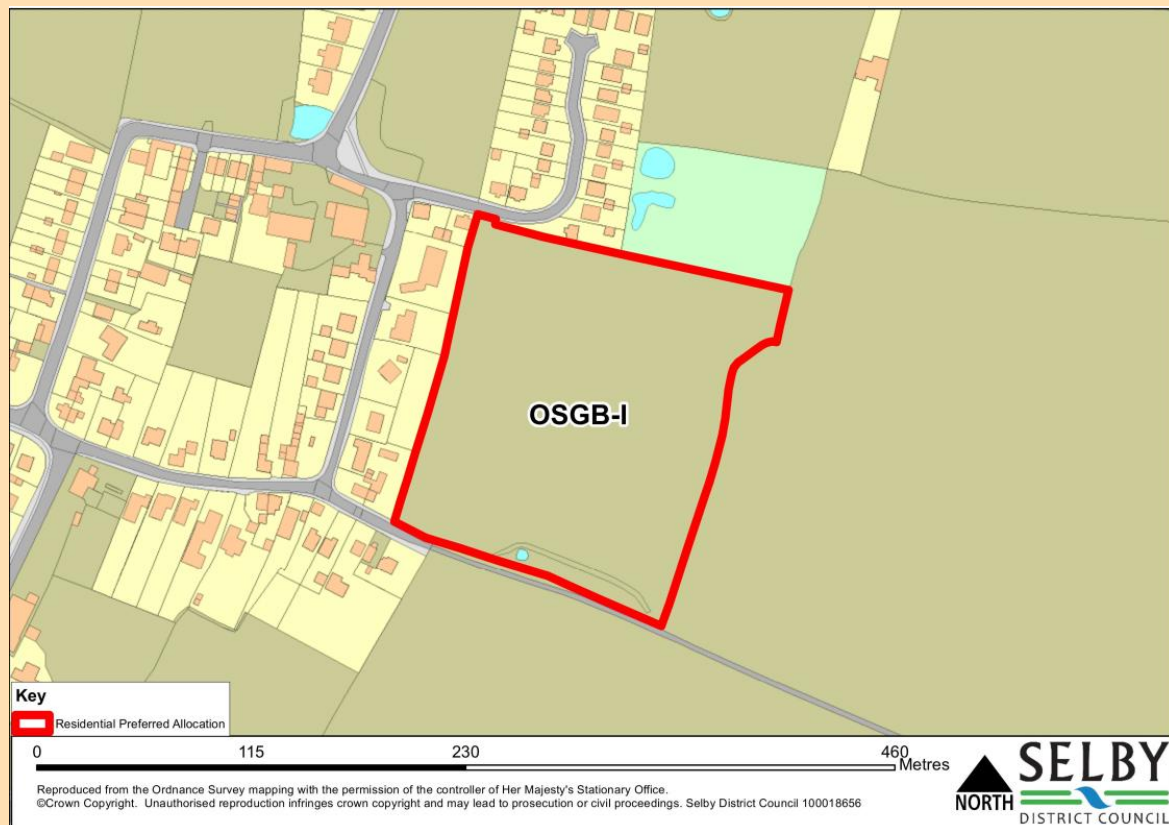 OSGB-I
Key
Residential Preferred Allocation
0 115 230 460
Metres
Reproduced from the Ordnance Survey mapping with the permission of the controller of Her Majesty's Stationary Office.
©Crown Copyright. Unauthorised reproduction infringes crown copyright and may lead to prosecution or civil proceedings. Selby District Council 100018656
NORTH
SELBY
DISTRICT COUNCIL